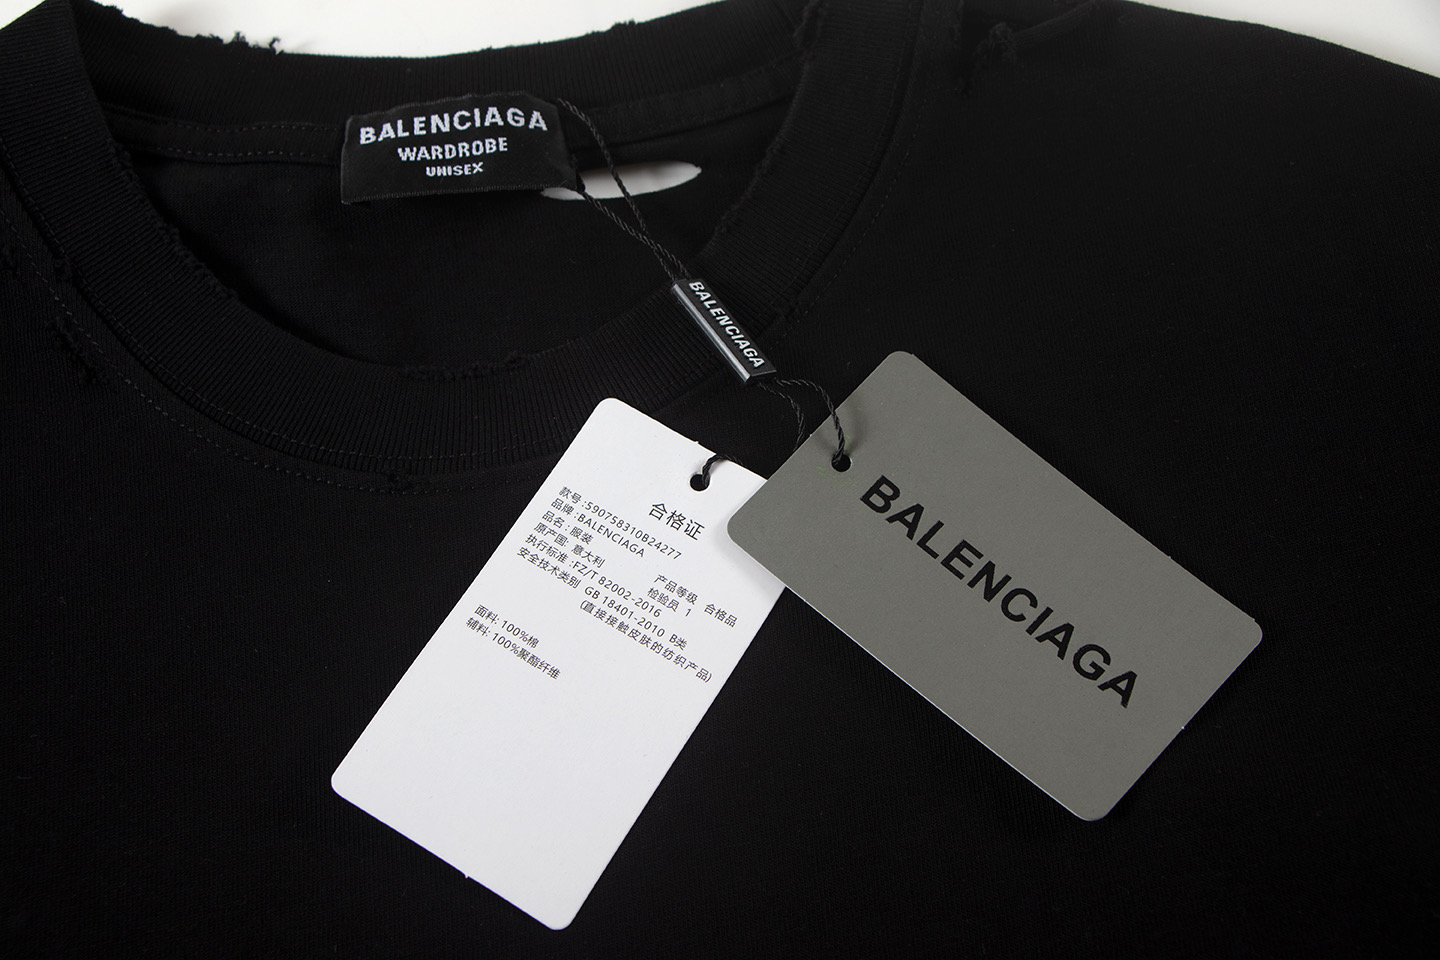 BALENCIAGA
WARDROBE
UNISEX
BALENCIAGA
BALENCIAGA
合格证
款号:590758310B24277
品牌:BALENCIAGA
品名:服装
原产国:意大利
产品等级 合格品
检验员 1
执行标准:FZ/T 82002-2016
安全技术类别 GB 18401-2010 B类
(直接接触皮肤的纺织产品)
面料:100%棉
辅料:100%聚酯纤维